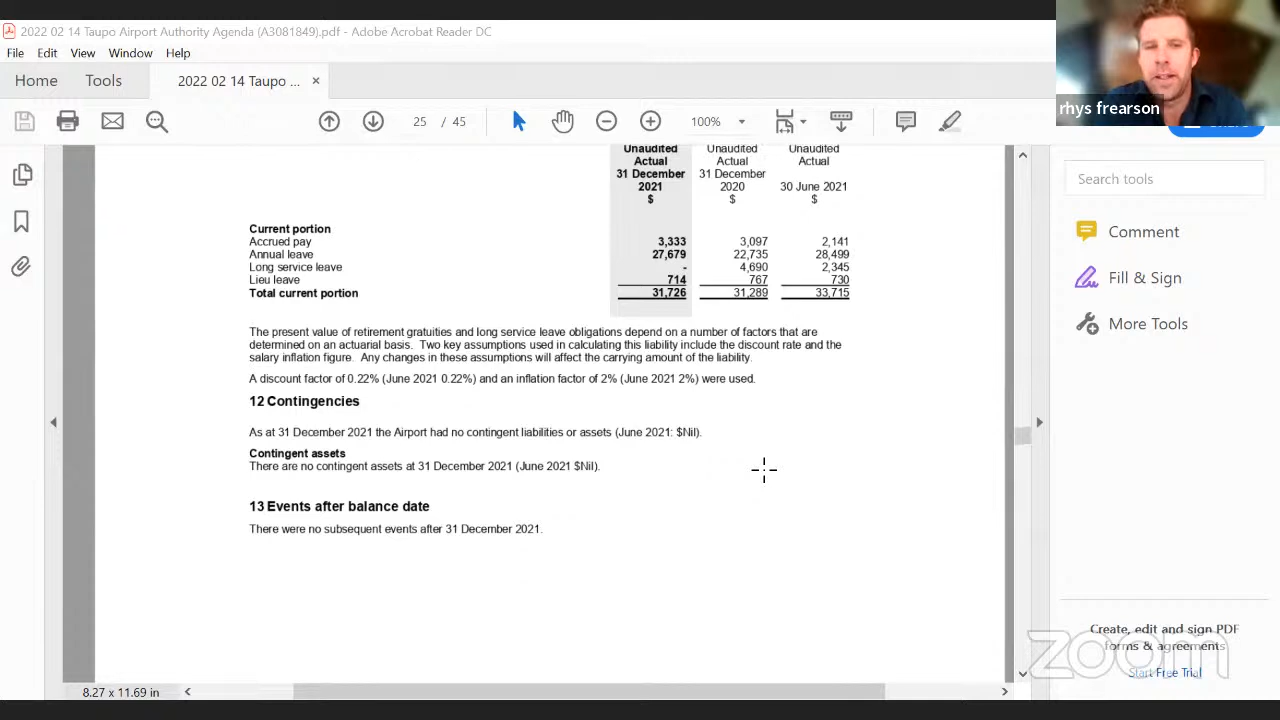 2022 02 14 Taupo Airport Authority Agenda (A3081849).pdf - Adobe Acrobat Reader DC
File Edit View Window Help
rhys frearson
Home Tools 2022 02 14 Taupo ... ×
25 / 45 100%
Search tools
Comment
Fill & Sign
More Tools
Unaudited Unaudited Unaudited
Actual Actual Actual
31 December 31 December
2021 2020 30 June 2021
$ $ $
Current portion
Accrued pay 3,333 3,097 2,141
Annual leave 27,679 22,735 28,499
Long service leave - 4,690 2,345
Lieu leave 714 767 730
Total current portion 31,726 31,289 33,715
The present value of retirement gratuities and long service leave obligations depend on a number of factors that are
determined on an actuarial basis. Two key assumptions used in calculating this liability include the discount rate and the
salary inflation figure. Any changes in these assumptions will affect the carrying amount of the liability.
A discount factor of 0.22% (June 2021 0.22%) and an inflation factor of 2% (June 2021 2%) were used.
12 Contingencies
As at 31 December 2021 the Airport had no contingent liabilities or assets (June 2021: $Nil).
Contingent assets
There are no contingent assets at 31 December 2021 (June 2021 $Nil).
13 Events after balance date
There were no subsequent events after 31 December 2021.
Create, edit and sign PDF
forms & agreements
Start Free Trial
zoom
8.27 x 11.69 in